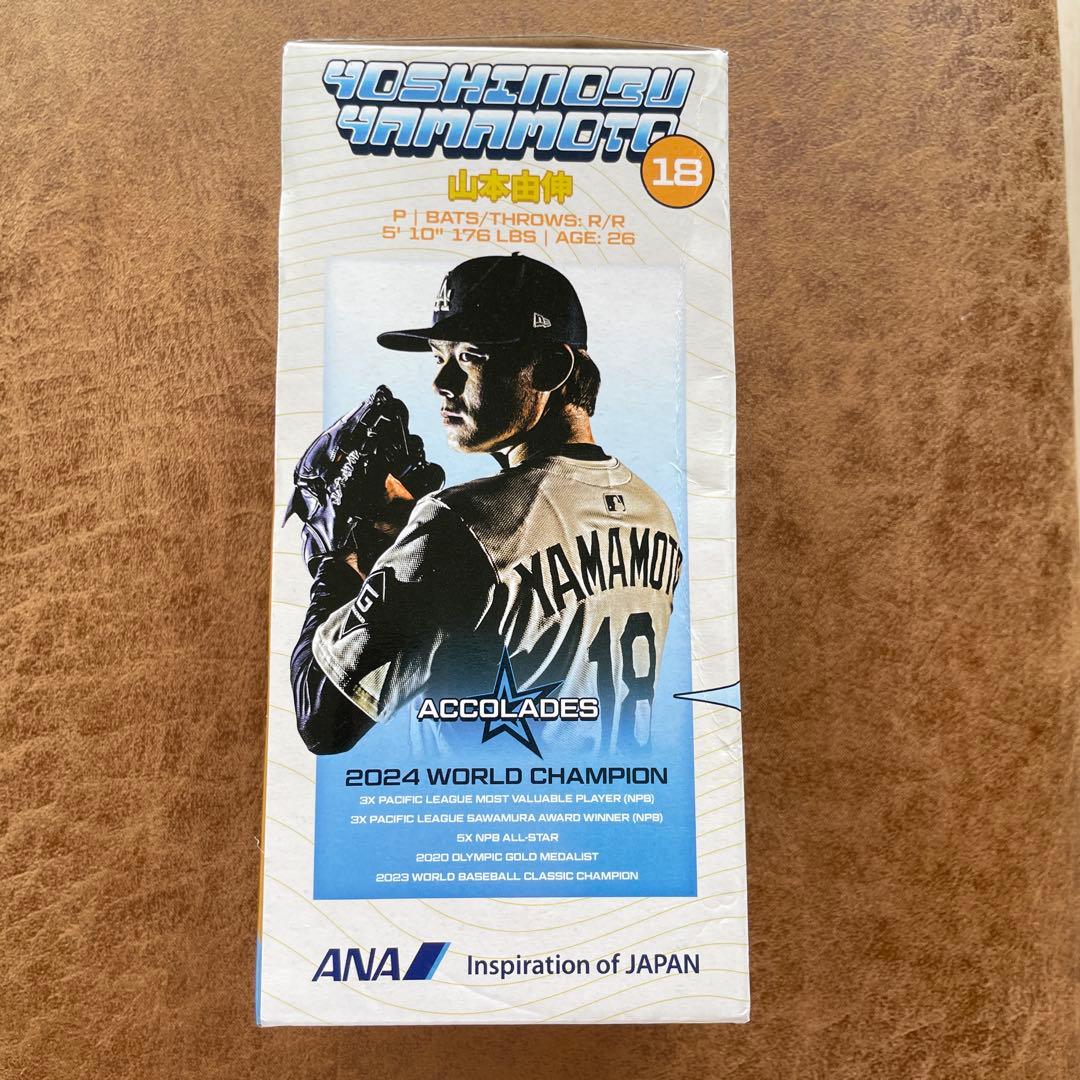 YOSHINOBU
YAMAMOTO
18
山本由伸
P | BATS/THROWS: R/R
5' 10" 176 LBS | AGE: 26
LA
YAMAMOTO
18
ACCOLADES
2024 WORLD CHAMPION
3X PACIFIC LEAGUE MOST VALUABLE PLAYER (NPB)
3X PACIFIC LEAGUE SAWAMURA AWARD WINNER (NPB)
5X NPB ALL-STAR
2020 OLYMPIC GOLD MEDALIST
2023 WORLD BASEBALL CLASSIC CHAMPION
ANA Inspiration of JAPAN